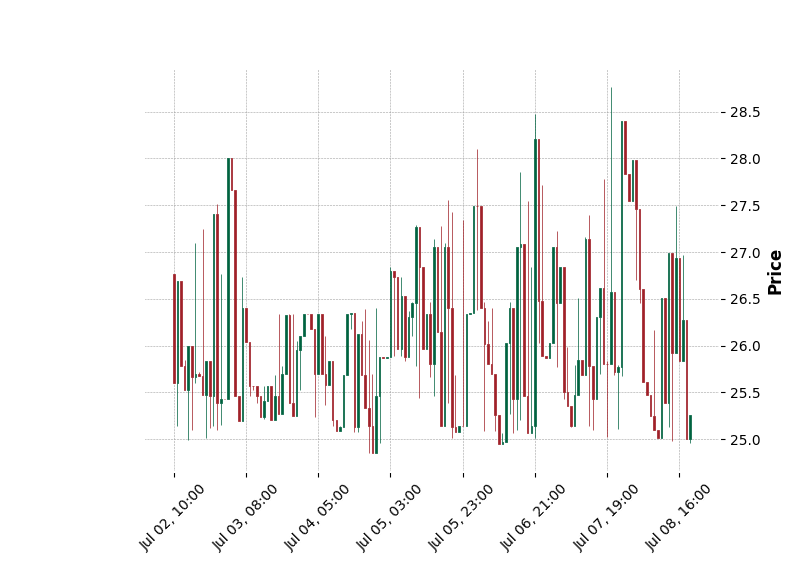 28.5
28.0
27.5
27.0
26.5
26.0
25.5
25.0
Price
Jul 02, 10:00
Jul 03, 08:00
Jul 04, 05:00
Jul 05, 03:00
Jul 05, 23:00
Jul 06, 21:00
Jul 07, 19:00
Jul 08, 16:00